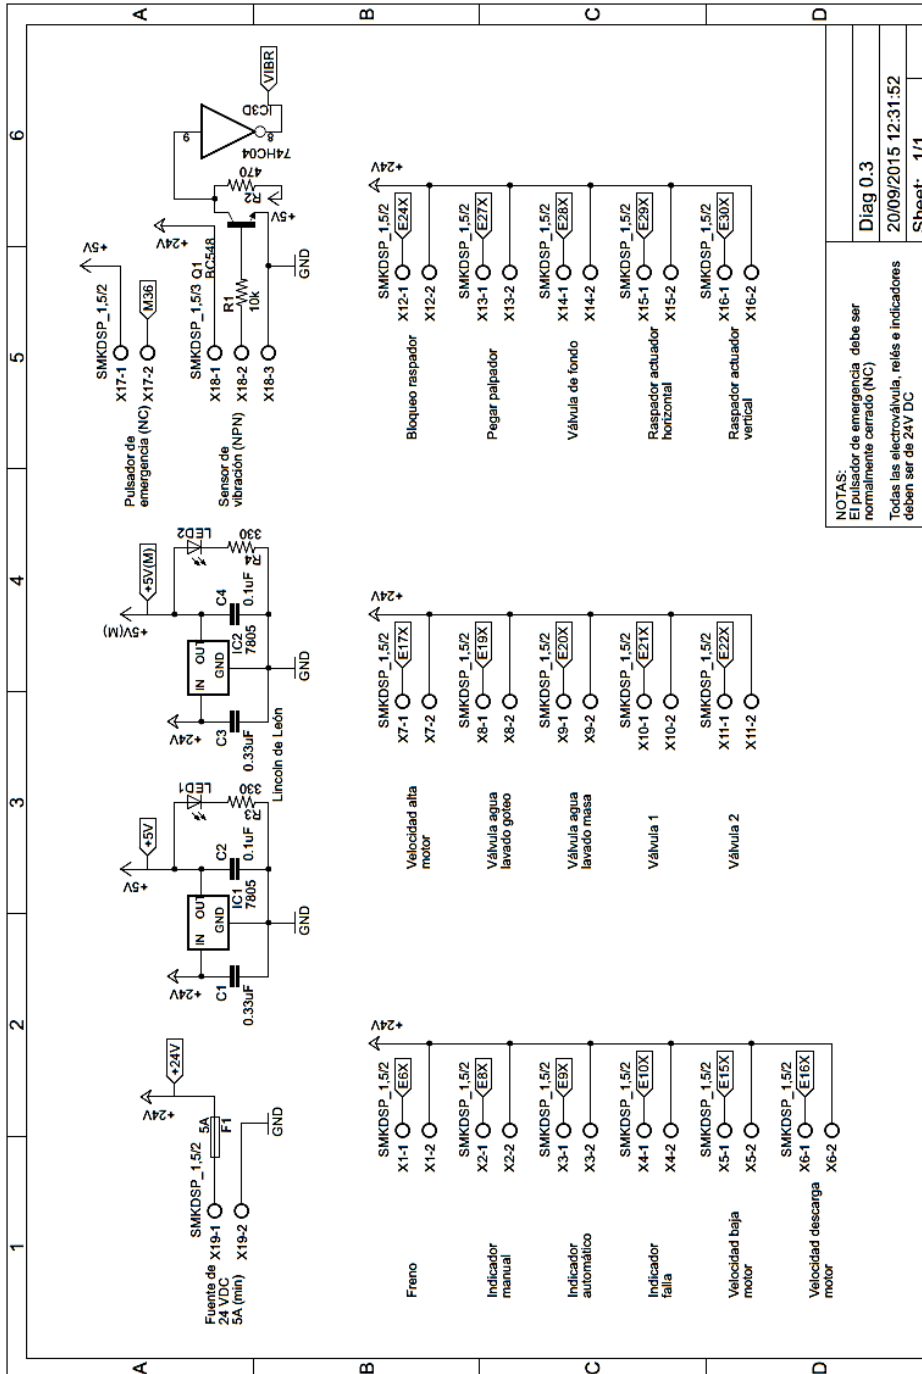 1
2
3
4
5
6
A
B
C
D
A
B
C
D
Fuente de
24 VDC
5A (min)
SMKDSP_1,5/2
X19-1
X19-2
5A
F1
+24V
+24V
GND
+24V
C1
0.33uF
IN
OUT
GND
IC1
7805
C2
0.1uF
+5V
+5V
LED1
R3
330
GND
+24V
C3
0.33uF
IN
OUT
GND
IC2
7805
C4
0.1uF
+5V(M)
+5V(M)
LED2
R4
330
GND
Lincoln de León
Pulsador de
emergencia (NC)
SMKDSP_1,5/2
X17-1
X17-2
+5V
M36
Sensor de
vibración (NPN)
SMKDSP_1,5/3
X18-1
X18-2
X18-3
Q1
BC548
R1
10k
+24V
R2
470
+5V
GND
9
8
74HC04
IC3D
VIBR
Freno
SMKDSP_1,5/2
X1-1
E6X
X1-2
+24V
Indicador
manual
SMKDSP_1,5/2
X2-1
E8X
X2-2
Indicador
automático
SMKDSP_1,5/2
X3-1
E9X
X3-2
Indicador
falla
SMKDSP_1,5/2
X4-1
E10X
X4-2
Velocidad baja
motor
SMKDSP_1,5/2
X5-1
E15X
X5-2
Velocidad descarga
motor
SMKDSP_1,5/2
X6-1
E16X
X6-2
Velocidad alta
motor
SMKDSP_1,5/2
X7-1
E17X
X7-2
+24V
Válvula agua
lavado goteo
SMKDSP_1,5/2
X8-1
E19X
X8-2
Válvula agua
lavado masa
SMKDSP_1,5/2
X9-1
E20X
X9-2
Válvula 1
SMKDSP_1,5/2
X10-1
E21X
X10-2
Válvula 2
SMKDSP_1,5/2
X11-1
E22X
X11-2
Bloqueo raspador
SMKDSP_1,5/2
X12-1
E24X
X12-2
+24V
Pegar palpador
SMKDSP_1,5/2
X13-1
E27X
X13-2
Válvula de fondo
SMKDSP_1,5/2
X14-1
E28X
X14-2
Raspador actuador
horizontal
SMKDSP_1,5/2
X15-1
E29X
X15-2
Raspador actuador
vertical
SMKDSP_1,5/2
X16-1
E30X
X16-2
NOTAS:
El pulsador de emergencia debe ser
normalmente cerrado (NC)
Todas las electroválvula, relés e indicadores
deben ser de 24V DC
Diag 0.3
20/09/2015 12:31:52
Sheet: 1/1